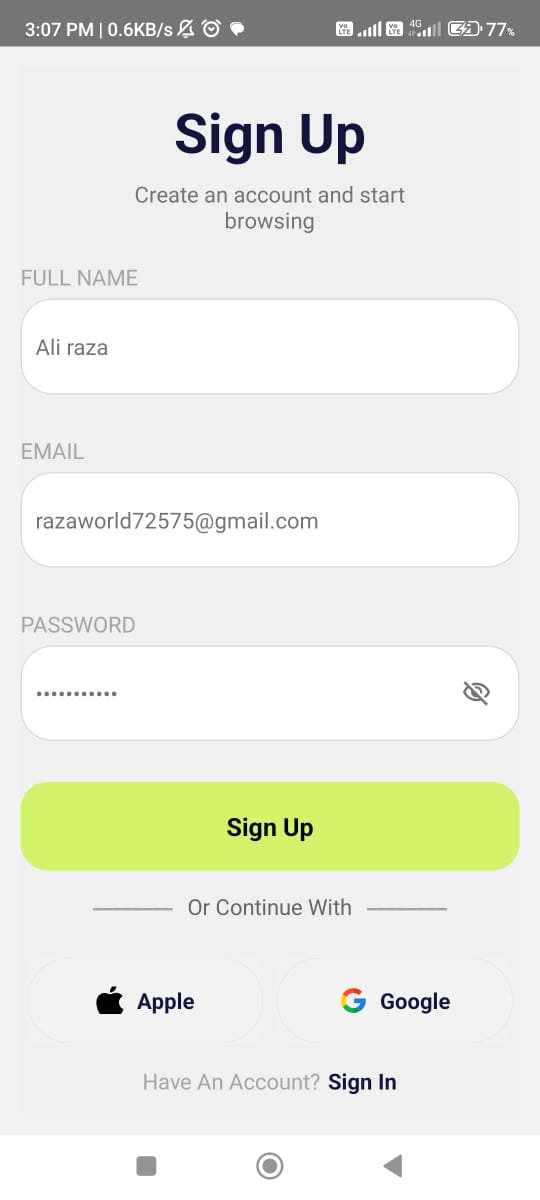 3:07 PM | 0.6KB/s
Vo LTE Vo LTE 4G 77%
Sign Up
Create an account and start
browsing
FULL NAME
Ali raza
EMAIL
razaworld72575@gmail.com
PASSWORD
•••••••••••
Sign Up
Or Continue With
Apple
Google
Have An Account? Sign In